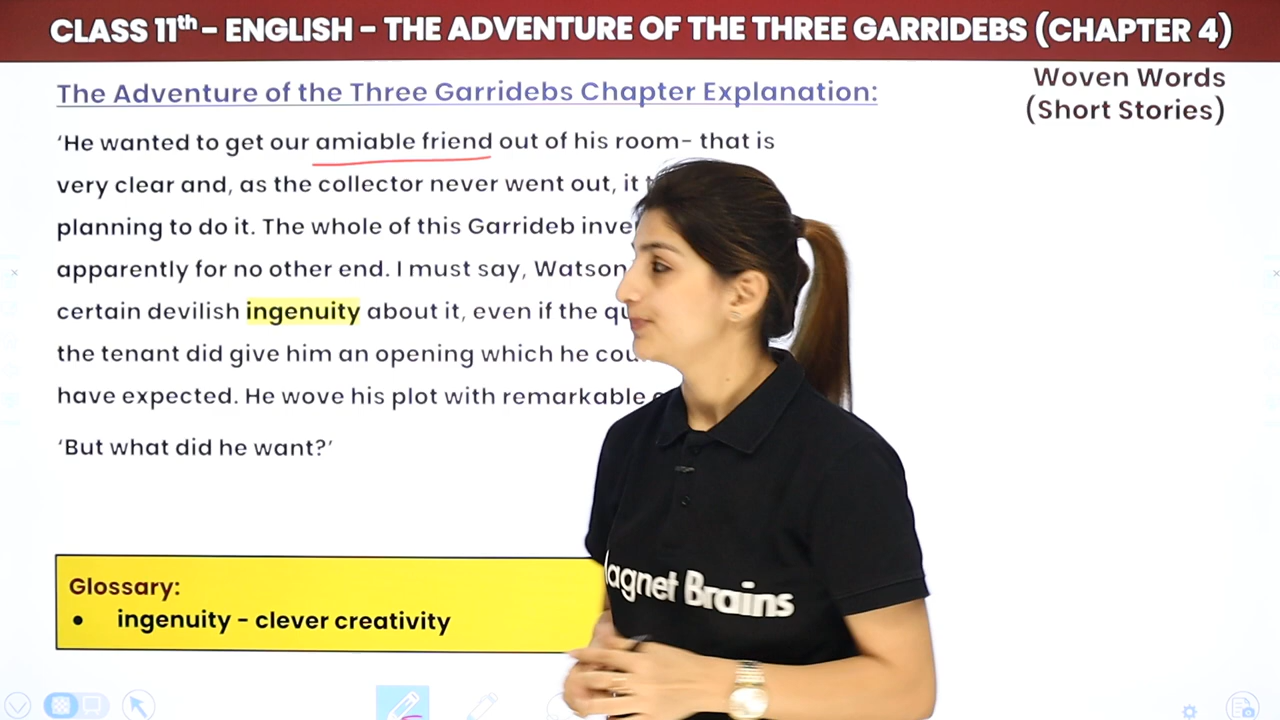 CLASS 11th - ENGLISH - THE ADVENTURE OF THE THREE GARRIDEBS (CHAPTER 4)
The Adventure of the Three Garridebs Chapter Explanation:
Woven Words
(Short Stories)
‘He wanted to get our amiable friend out of his room- that is
very clear and, as the collector never went out, it
planning to do it. The whole of this Garrideb
apparently for no other end. I must say, Watson
certain devilish ingenuity about it, even if the
the tenant did give him an opening which he
have expected. He wove his plot with remarkable
‘But what did he want?’
Glossary:
• ingenuity - clever creativity
agnet Brains